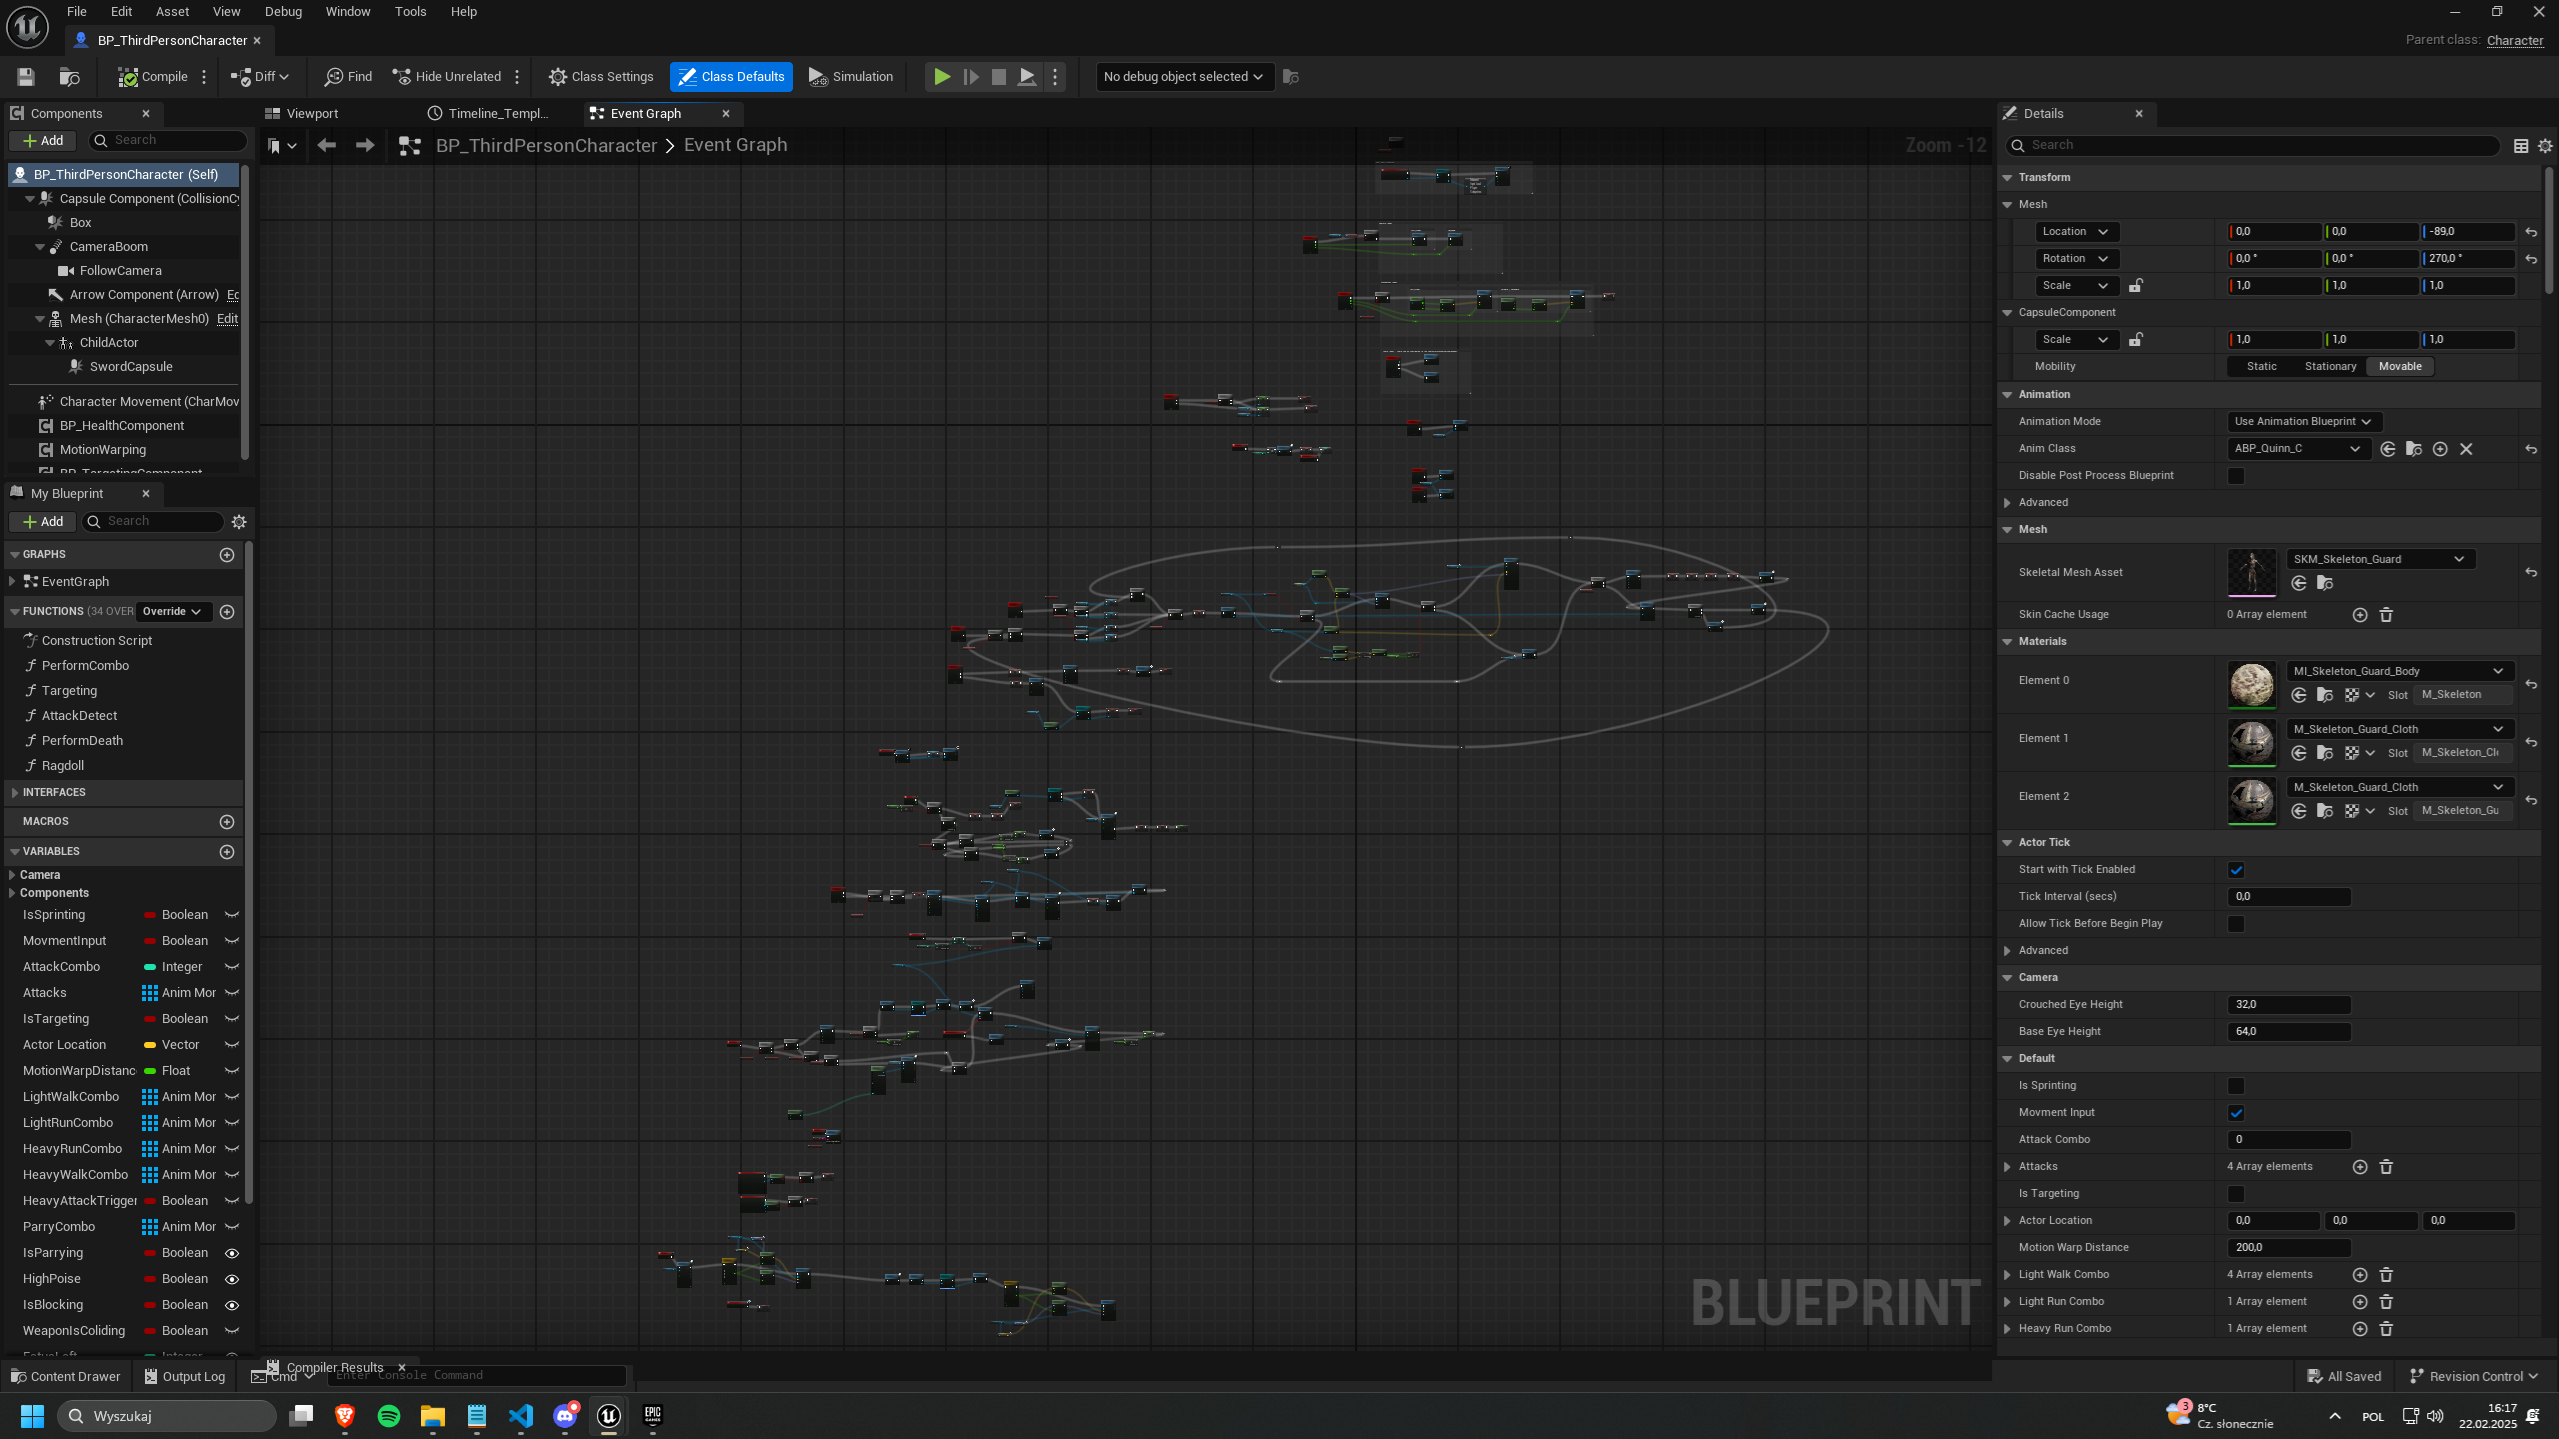 File Edit Asset View Debug Window Tools Help
BP_ThirdPersonCharacter
Parent class: Character
Compile Diff Find Hide Unrelated Class Settings Class Defaults Simulation No debug object selected
Components
Viewport Timeline_Templ... Event Graph
Details
Add Search
BP_ThirdPersonCharacter Event Graph
Zoom -12
Search
BP_ThirdPersonCharacter (Self)
Capsule Component (CollisionCy
Box
CameraBoom
FollowCamera
Arrow Component (Arrow) Ec
Mesh (CharacterMesh0) Edit
ChildActor
SwordCapsule
Character Movement (CharMov
BP_HealthComponent
MotionWarping
BP_TargetingComponent
My Blueprint
Add Search
GRAPHS
EventGraph
FUNCTIONS (34 OVER Override
Construction Script
PerformCombo
Targeting
AttackDetect
PerformDeath
Ragdoll
INTERFACES
MACROS
VARIABLES
Camera
Components
IsSprinting Boolean
MovmentInput Boolean
AttackCombo Integer
Attacks Anim Mor
IsTargeting Boolean
Actor Location Vector
MotionWarpDistanc Float
LightWalkCombo Anim Mor
LightRunCombo Anim Mor
HeavyRunCombo Anim Mor
HeavyWalkCombo Anim Mor
HeavyAttackTrigger Boolean
ParryCombo Anim Mor
IsParrying Boolean
HighPoise Boolean
IsBlocking Boolean
WeaponIsColiding Boolean
BLUEPRINT
Transform
Mesh
Location 0,0 0,0 -89,0
Rotation 0,0 ° 0,0 ° 270,0 °
Scale 1,0 1,0 1,0
CapsuleComponent
Scale 1,0 1,0 1,0
Mobility Static Stationary Movable
Animation
Animation Mode Use Animation Blueprint
Anim Class ABP_Quinn_C
Disable Post Process Blueprint
Advanced
Mesh
Skeletal Mesh Asset SKM_Skeleton_Guard
Skin Cache Usage 0 Array element
Materials
Element 0 MI_Skeleton_Guard_Body
Slot M_Skeleton
Element 1 M_Skeleton_Guard_Cloth
Slot M_Skeleton_Cl
Element 2 M_Skeleton_Guard_Cloth
Slot M_Skeleton_Gu
Actor Tick
Start with Tick Enabled
Tick Interval (secs) 0,0
Allow Tick Before Begin Play
Advanced
Camera
Crouched Eye Height 32,0
Base Eye Height 64,0
Default
Is Sprinting
Movment Input
Attack Combo 0
Attacks 4 Array elements
Is Targeting
Actor Location 0,0 0,0 0,0
Motion Warp Distance 200,0
Light Walk Combo 4 Array elements
Light Run Combo 1 Array element
Heavy Run Combo 1 Array element
Compiler Results
Content Drawer Output Log Cmd Enter Console Command
All Saved Revision Control
Wyszukaj
EPIC GAMES
3
8°C
Cz. słonecznie
POL
16:17
22.02.2025